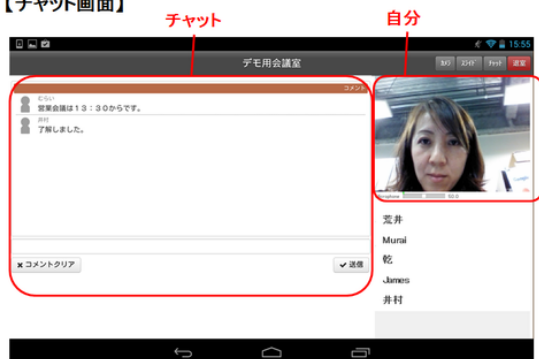 【チャット画面】
チャット
自分
15:55
デモ用会議室
カメラ
スライド
チャット
退室
コメント
むらい
営業会議は13：30からです。
井村
了解しました。
Microphone
52.0
荒井
Murai
乾
James
井村
×コメントクリア
✔送信